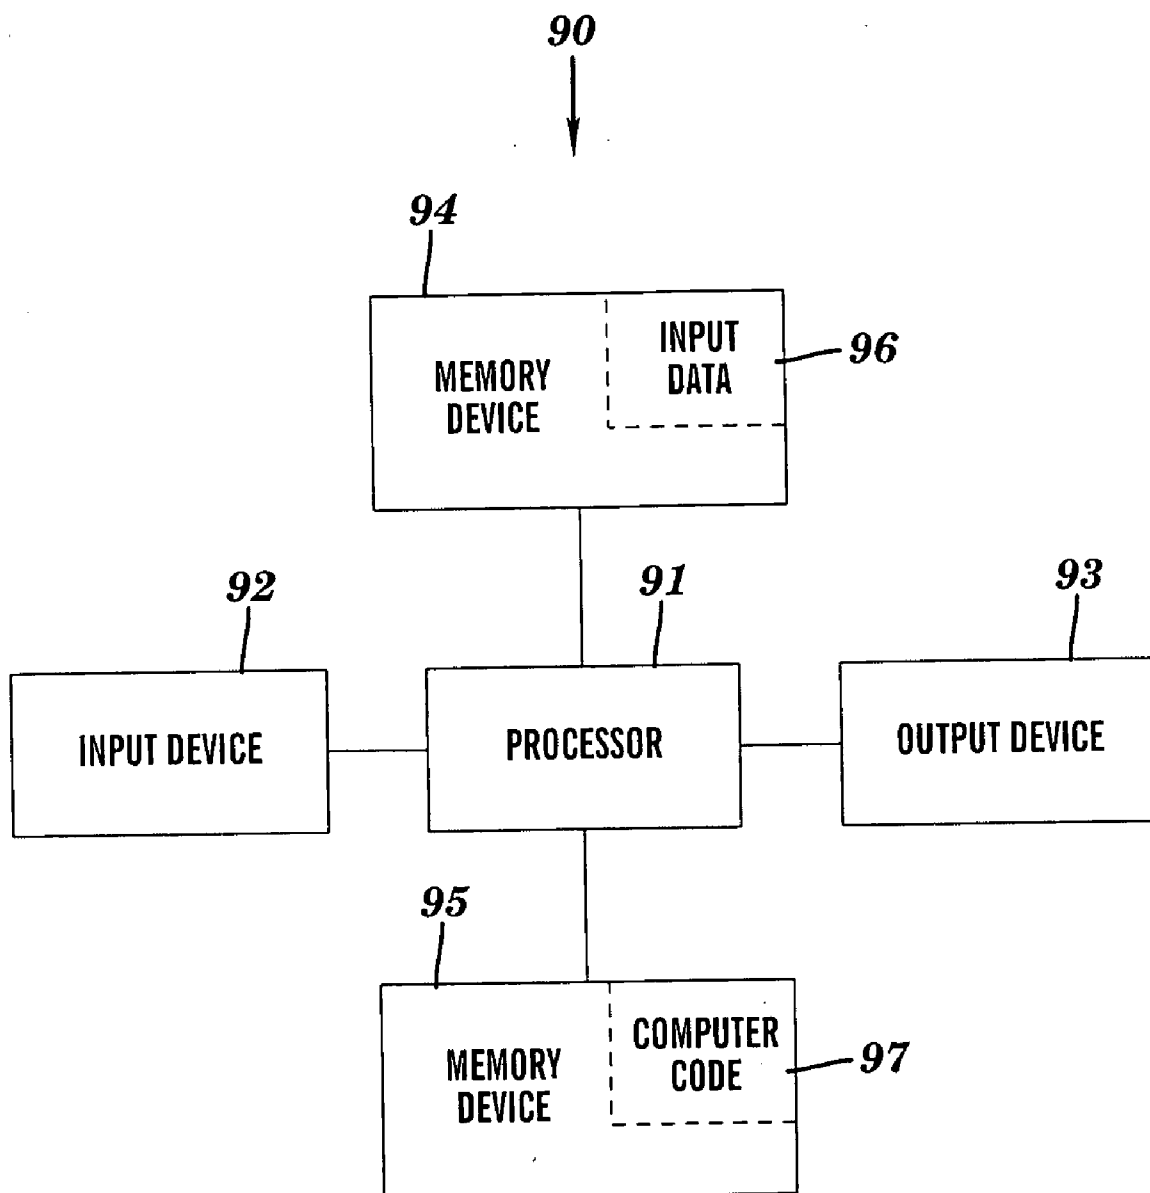 90
94
MEMORY
DEVICE
INPUT
DATA
96
92
INPUT DEVICE
91
PROCESSOR
93
OUTPUT DEVICE
95
MEMORY
DEVICE
COMPUTER
CODE
97